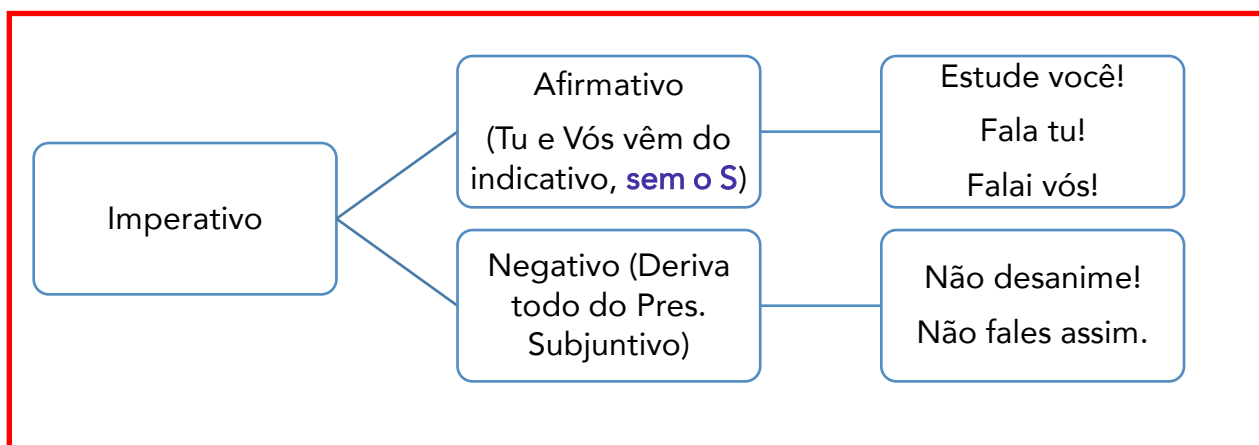 Imperativo
Afirmativo
(Tu e Vós vêm do
indicativo, sem o S)
Estude você!
Fala tu!
Falai vós!
Negativo (Deriva
todo do Pres.
Subjuntivo)
Não desanime!
Não fales assim.